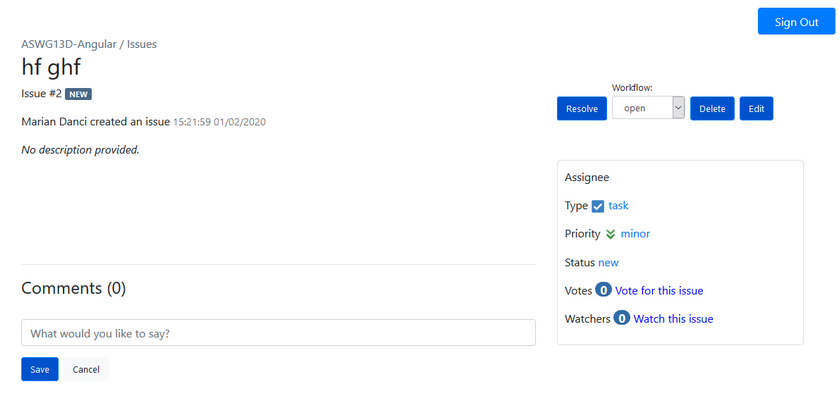 Sign Out
ASWG13D-Angular / Issues
hf ghf
Issue #2 NEW
Marian Danci created an issue 15:21:59 01/02/2020
No description provided.
Workflow:
Resolve open Delete Edit
Assignee
Type task
Priority minor
Status new
Votes 0 Vote for this issue
Watchers 0 Watch this issue
Comments (0)
What would you like to say?
Save Cancel